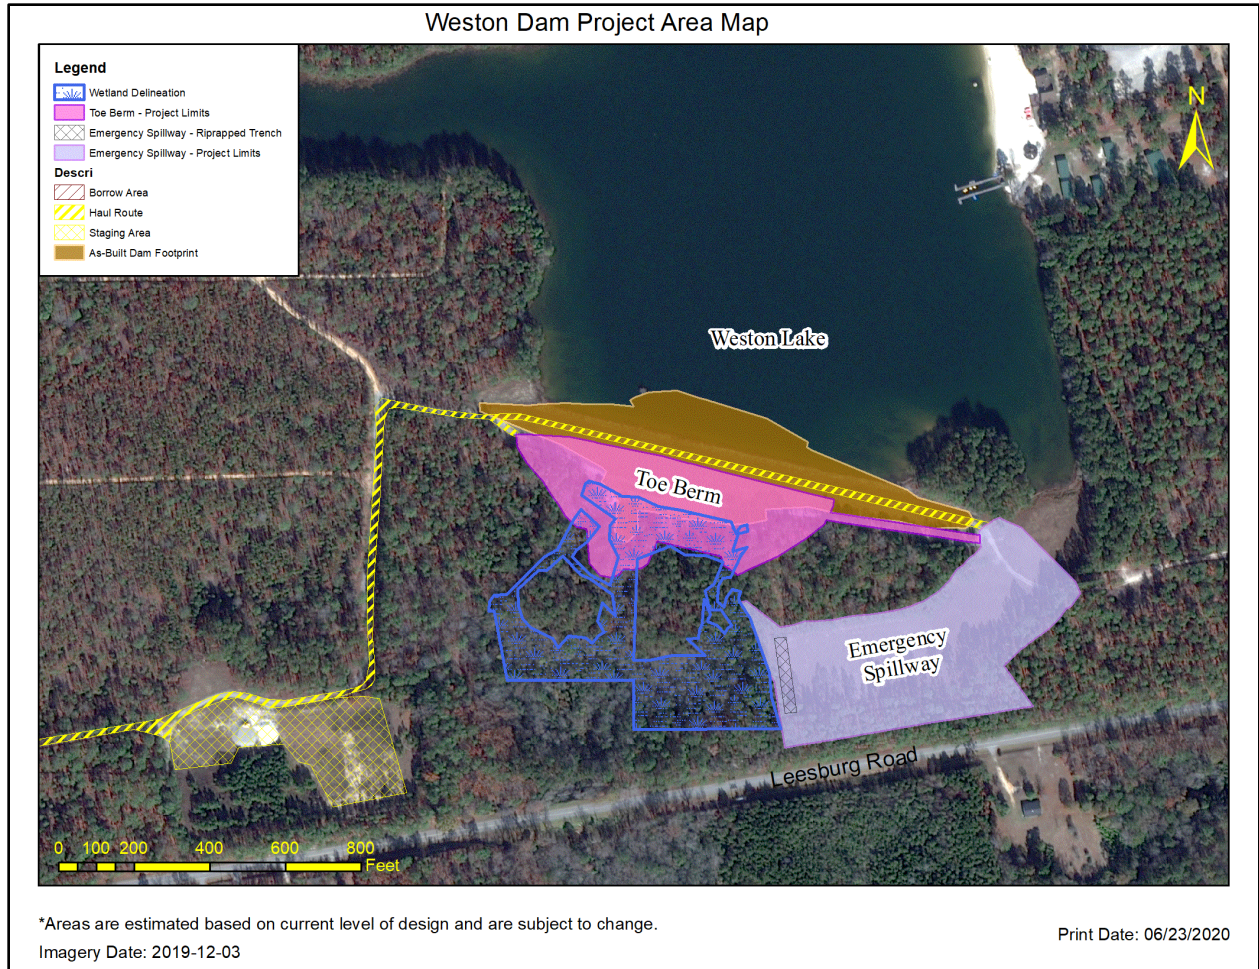 Weston Dam Project Area Map
Legend
Wetland Delineation
Toe Berm - Project Limits
Emergency Spillway - Riprapped Trench
Emergency Spillway - Project Limits
Descri
Borrow Area
Haul Route
Staging Area
As-Built Dam Footprint
N
Weston Lake
Toe Berm
Emergency
Spillway
Leesburg Road
0 100 200 400 600 800
Feet
*Areas are estimated based on current level of design and are subject to change.
Imagery Date: 2019-12-03
Print Date: 06/23/2020